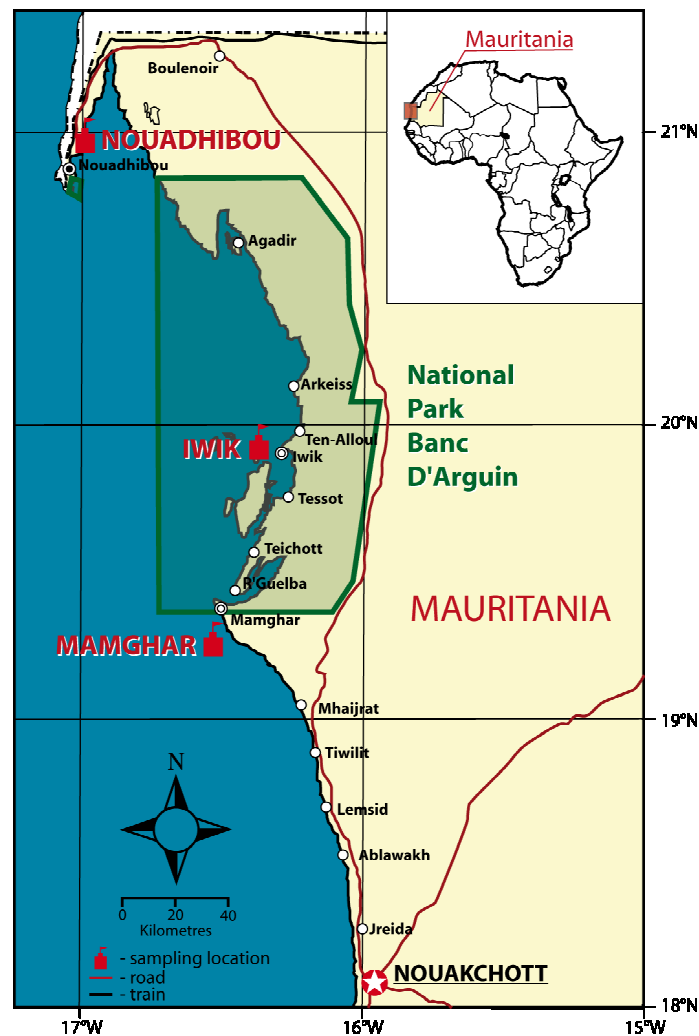 Mauritania
Boulenoir
NOUADHIBOU
21°N
Nouadhibou
Agadir
National
Park
Banc
D'Arguin
Arkeiss
20°N
Ten-Alloul
IWIK
Iwik
Tessot
Teichott
R'Guelba
MAURITANIA
Mamghar
MAMGHAR
Mhaijrat
19°N
Tiwilit
N
Lemsid
Ablawakh
0 20 40
Kilometres
Jreida
- sampling location
- road
- train
NOUAKCHOTT
18°N
17°W 16°W 15°W